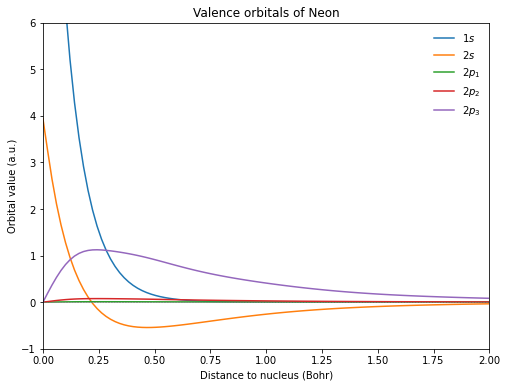 Valence orbitals of Neon
Orbital value (a.u.)
6
5
4
3
2
1
0
−1
1s
2s
2p₁
2p₂
2p₃
0.00 0.25 0.50 0.75 1.00 1.25 1.50 1.75 2.00
Distance to nucleus (Bohr)